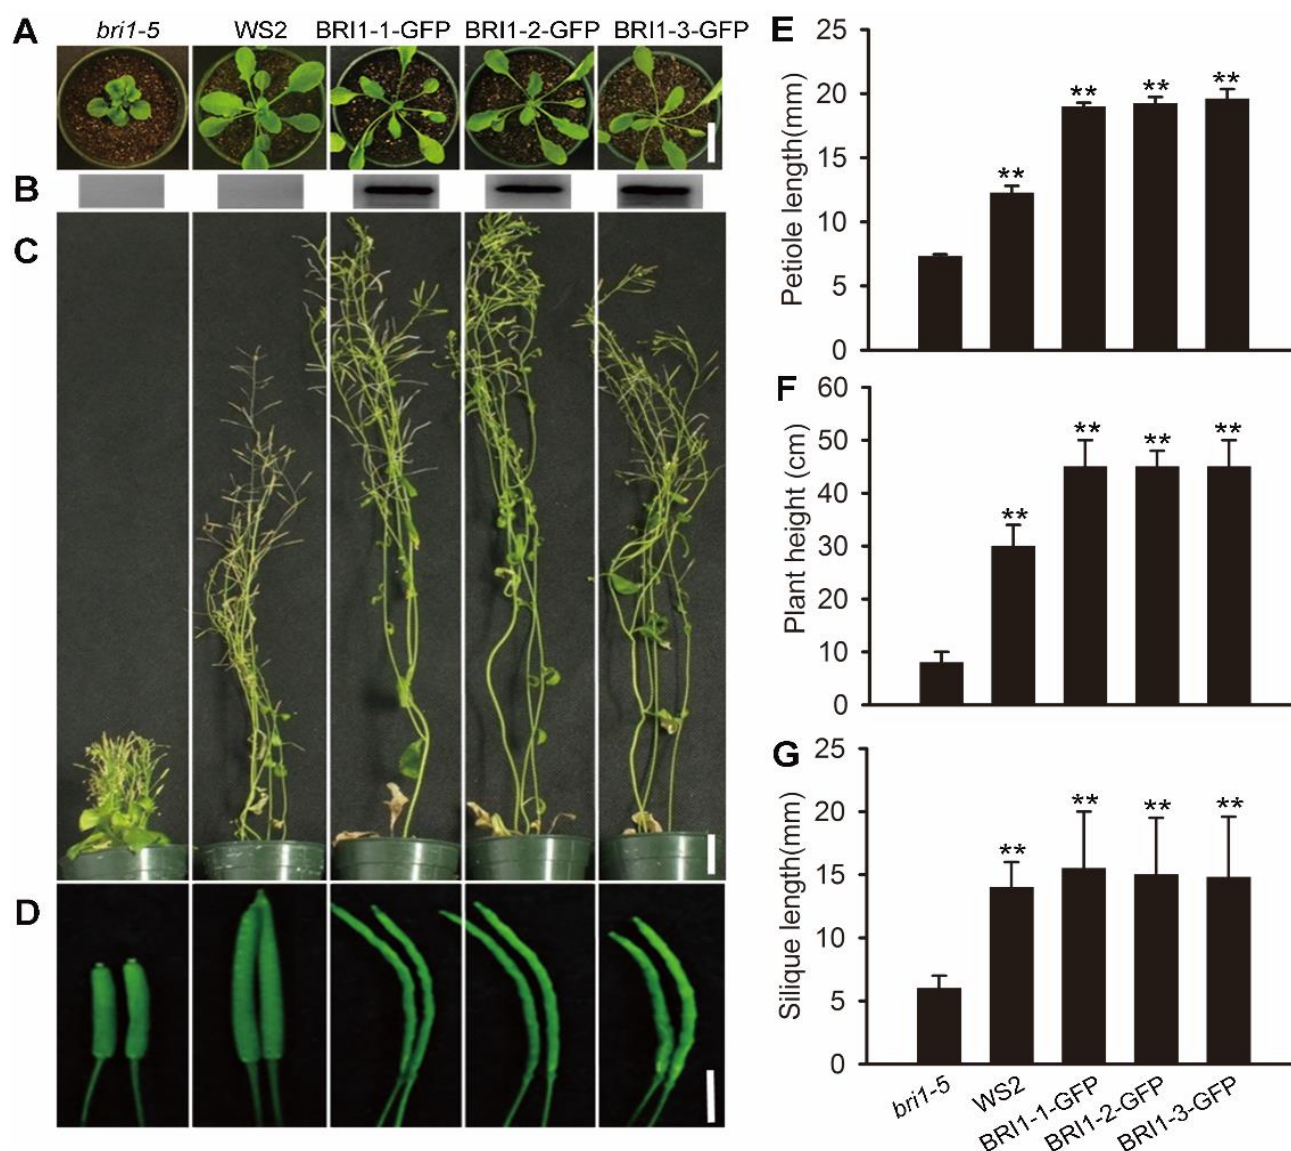 A
bri1-5 WS2 BRI1-1-GFP BRI1-2-GFP BRI1-3-GFP
B
C
D
E
Petiole length(mm)
25
20
15
10
5
0
** ** ** **
F
Plant height (cm)
60
50
40
30
20
10
0
** ** ** **
G
Silique length(mm)
25
20
15
10
5
0
** ** ** **
bri1-5 WS2 BRI1-1-GFP BRI1-2-GFP BRI1-3-GFP